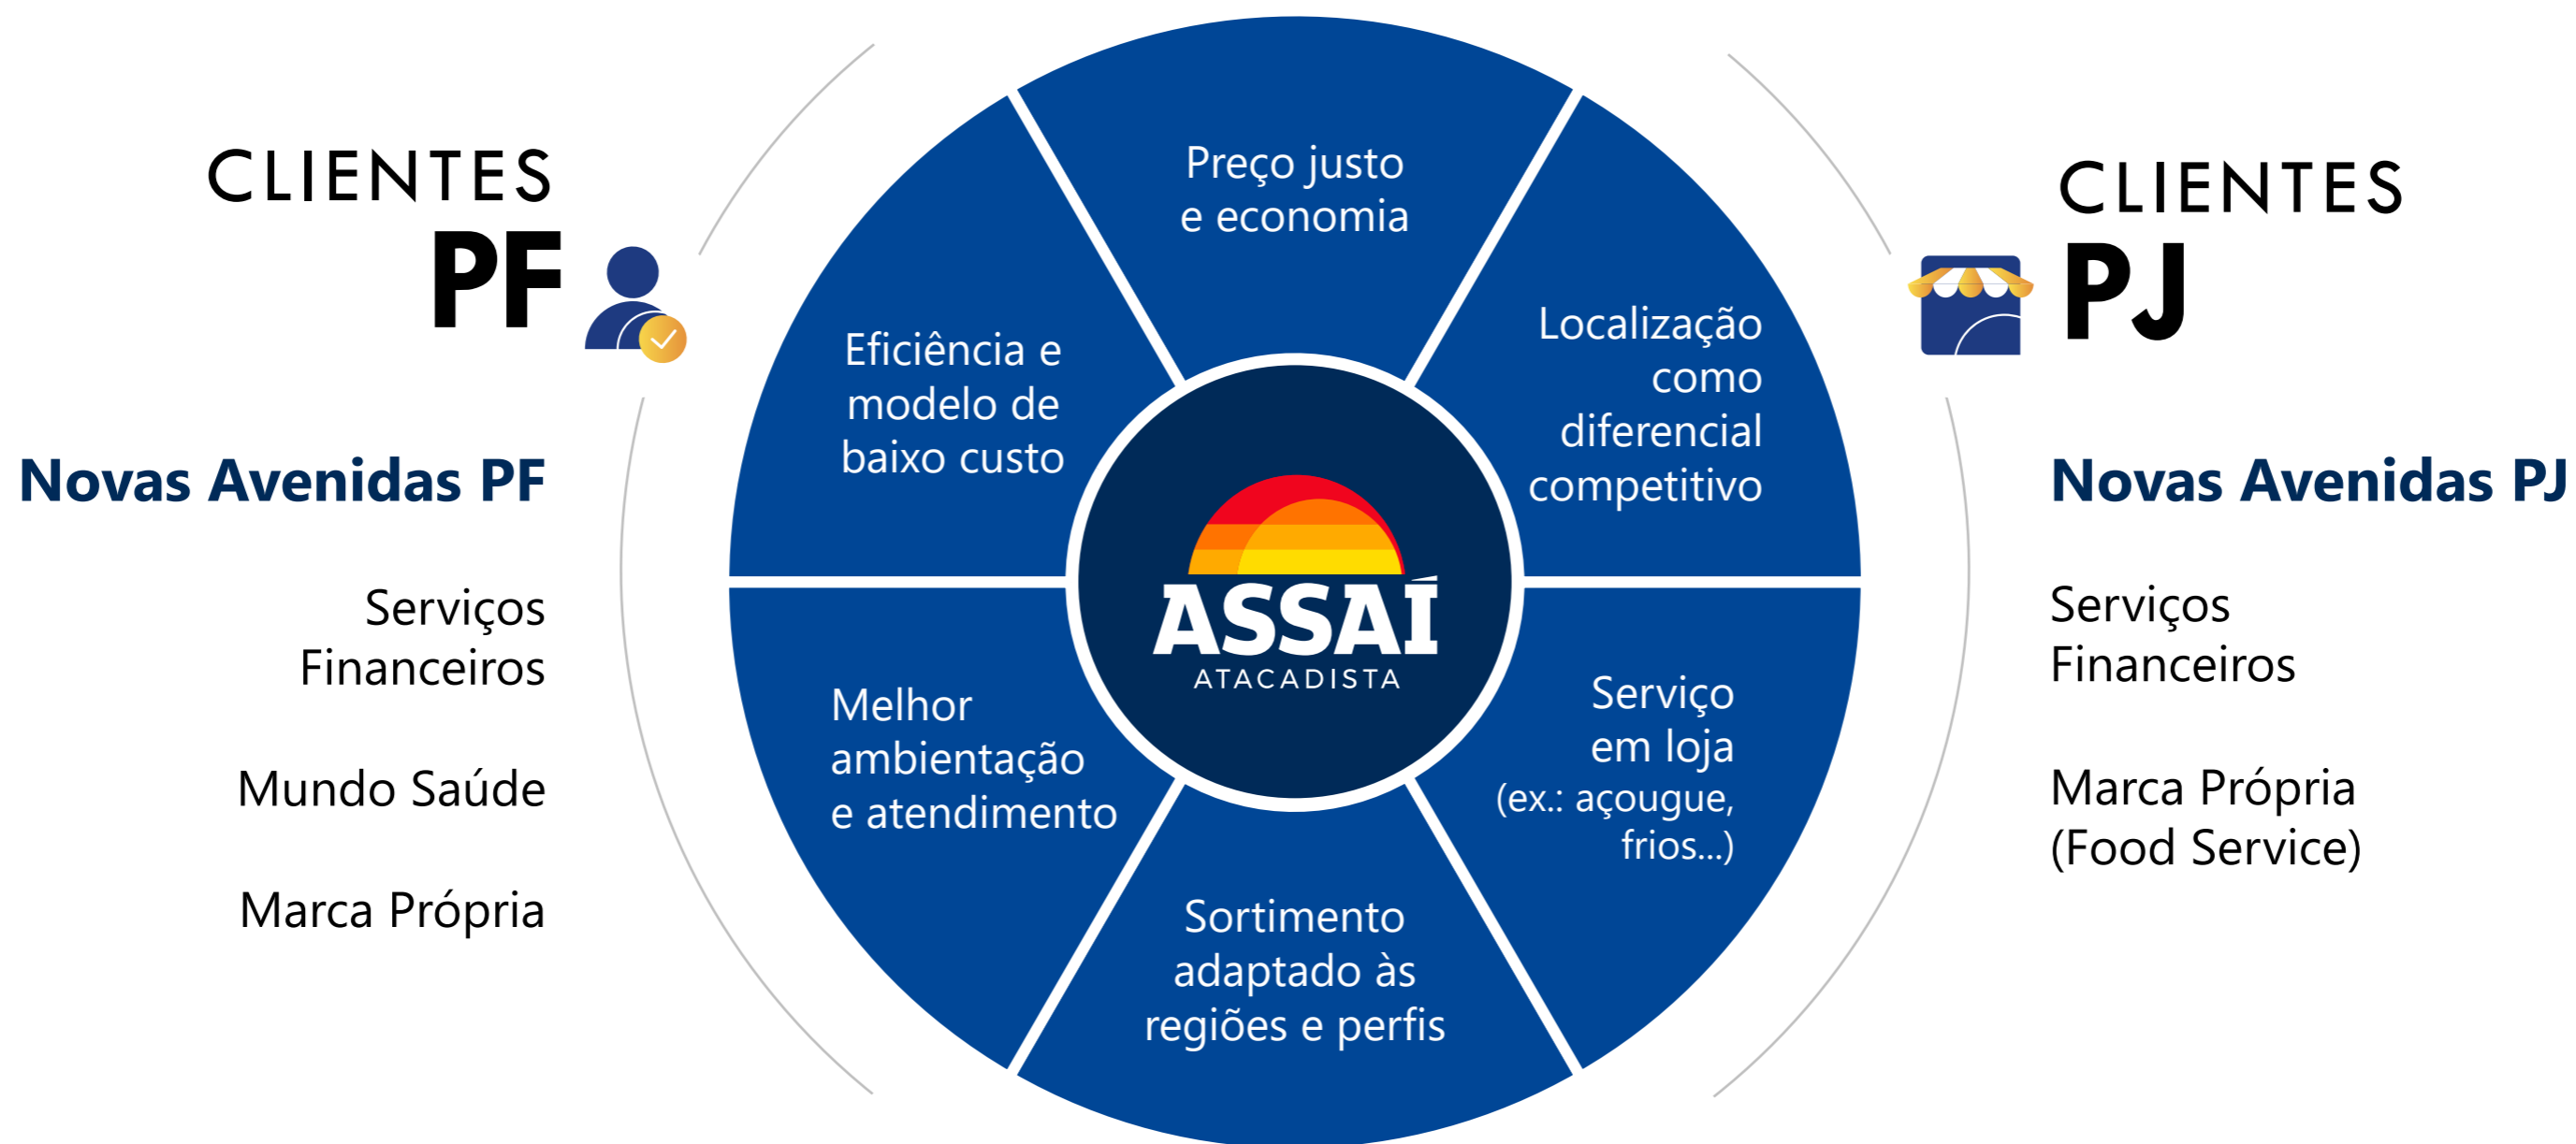 CLIENTES
PF
Novas Avenidas PF
Serviços
Financeiros
Mundo Saúde
Marca Própria
Preço justo
e economia
Localização
como
diferencial
competitivo
Serviço
em loja
(ex.: açougue,
frios...)
Sortimento
adaptado às
regiões e perfis
Melhor
ambientação
e atendimento
Eficiência e
modelo de
baixo custo
ASSAÍ
ATACADISTA
CLIENTES
PJ
Novas Avenidas PJ
Serviços
Financeiros
Marca Própria
(Food Service)